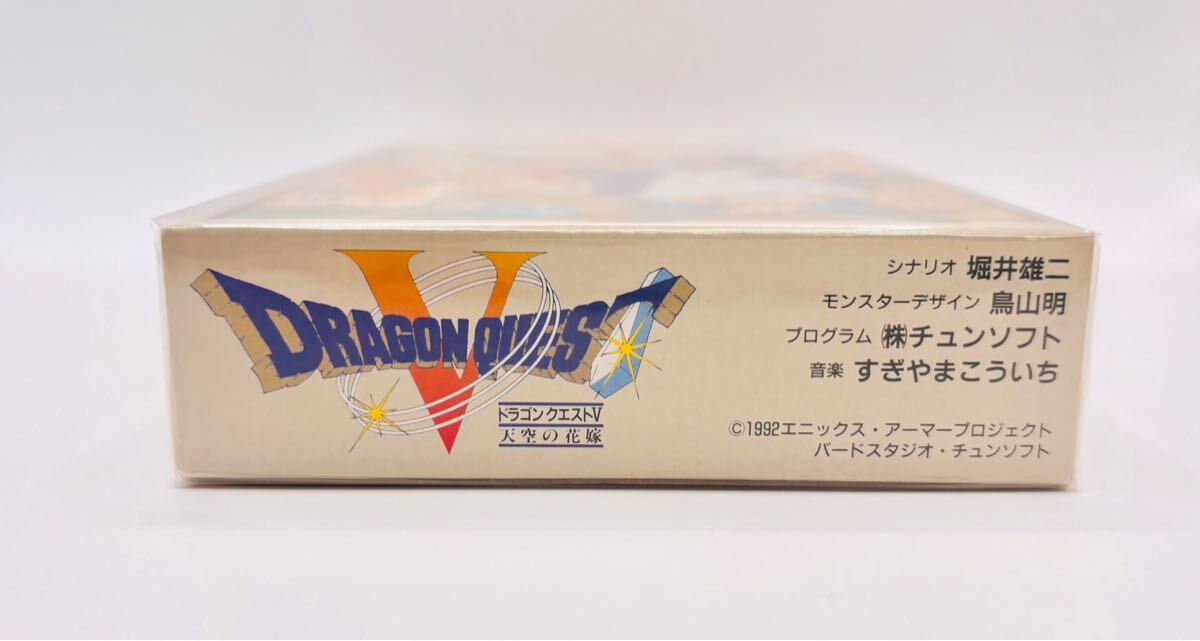 V
DRAGON QUEST
ドラゴンクエストV
天空の花嫁
シナリオ 堀井雄二
モンスターデザイン 鳥山明
プログラム ㈱チュンソフト
音楽 すぎやまこういち
©1992エニックス・アーマープロジェクト
バードスタジオ・チュンソフト